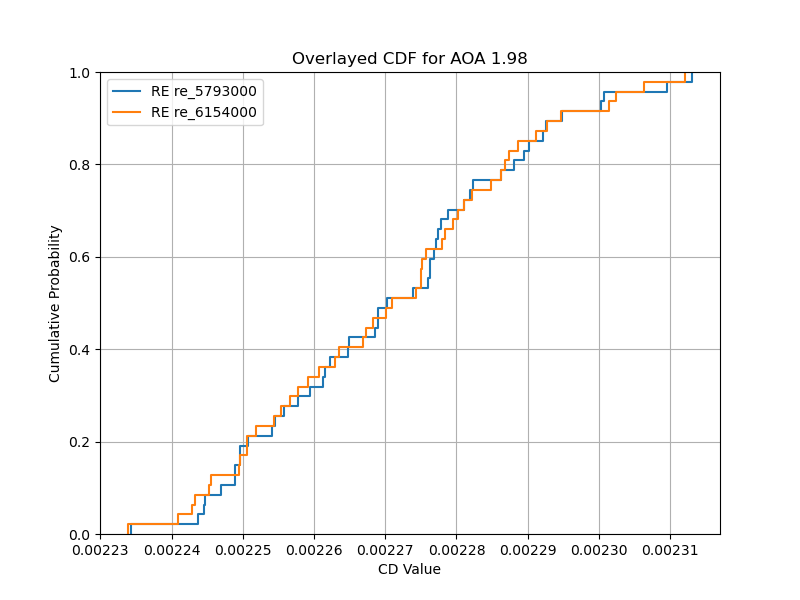 Overlayed CDF for AOA 1.98
RE re_5793000
RE re_6154000
Cumulative Probability
1.0
0.8
0.6
0.4
0.2
0.0
0.00223 0.00224 0.00225 0.00226 0.00227 0.00228 0.00229 0.00230 0.00231
CD Value